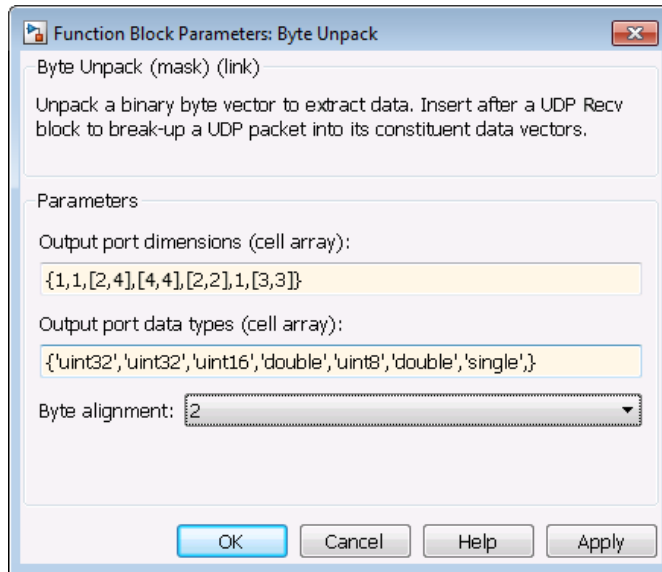 Function Block Parameters: Byte Unpack
Byte Unpack (mask) (link)
Unpack a binary byte vector to extract data. Insert after a UDP Recv
block to break-up a UDP packet into its constituent data vectors.
Parameters
Output port dimensions (cell array):
{1,1,[2,4],[4,4],[2,2],1,[3,3]}
Output port data types (cell array):
{'uint32','uint32','uint16','double','uint8','double','single',}
Byte alignment: 2
OK Cancel Help Apply